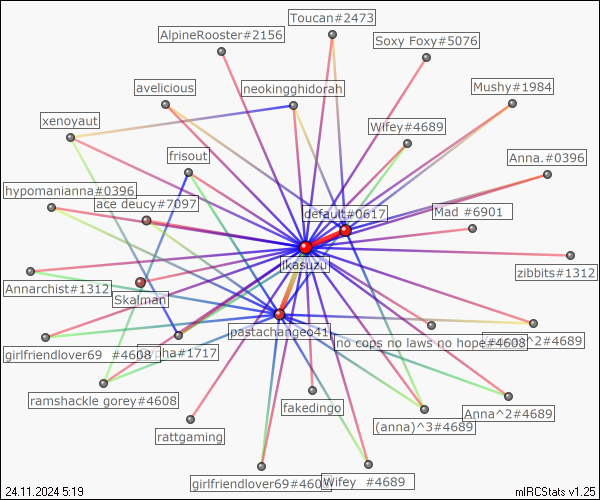 Toucan#2473
AlpineRooster#2156
Soxy Foxy#5076
avelicious
neokingghidorah
Mushy#1984
xenoyaut
Wifey#4689
frisout
Anna.#0396
hypomanianna#0396
ace deucy#7097
default#0617
Mad #6901
ikasuzu
zibbits#1312
Annarchist#1312
Skalman
pastachangeo41
no cops no laws no hope#4608
^2#4689
girlfriendlover69 #4608
ha#1717
ramshackle gorey#4608
fakedingo
Anna^2#4689
rattgaming
(anna)^3#4689
girlfriendlover69#4608
Wifey #4689
24.11.2024 5:19
mIRCStats v1.25